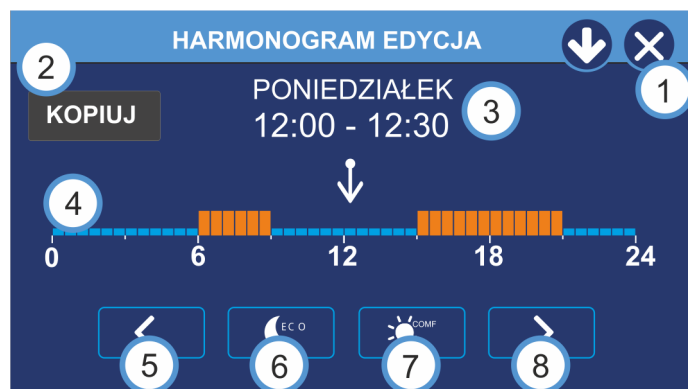 HARMONOGRAM EDYCJA
1
2
KOPIUJ
PONIEDZIAŁEK
12:00 - 12:30
3
4
0 6 12 18 24
ECO COMF
5 6 7 8